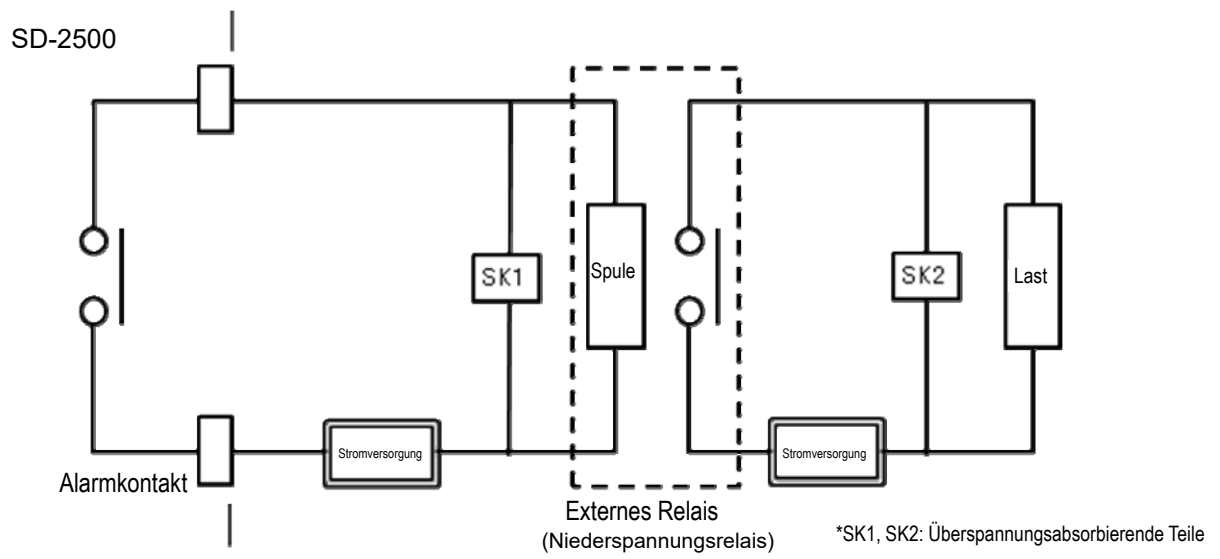 SD-2500
SK1
Spule
SK2
Last
Stromversorgung
Stromversorgung
Alarmkontakt
Externes Relais
(Niederspannungsrelais)
*SK1, SK2: Überspannungsabsorbierende Teile